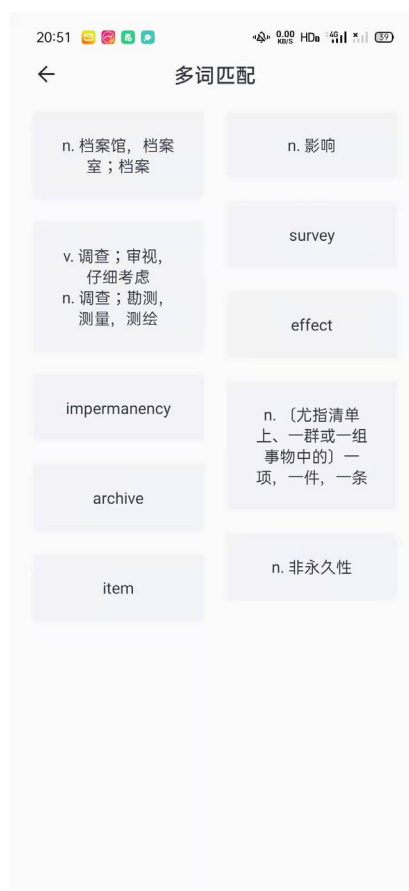 20:51 0.00 KB/S HD 4G 39
多词匹配
n. 档案馆，档案
室；档案
v. 调查；审视，
仔细考虑
n. 调查；勘测，
测量，测绘
impermanency
archive
item
n. 影响
survey
effect
n. 〔尤指清单
上、一群或一组
事物中的〕一
项，一件，一条
n. 非永久性